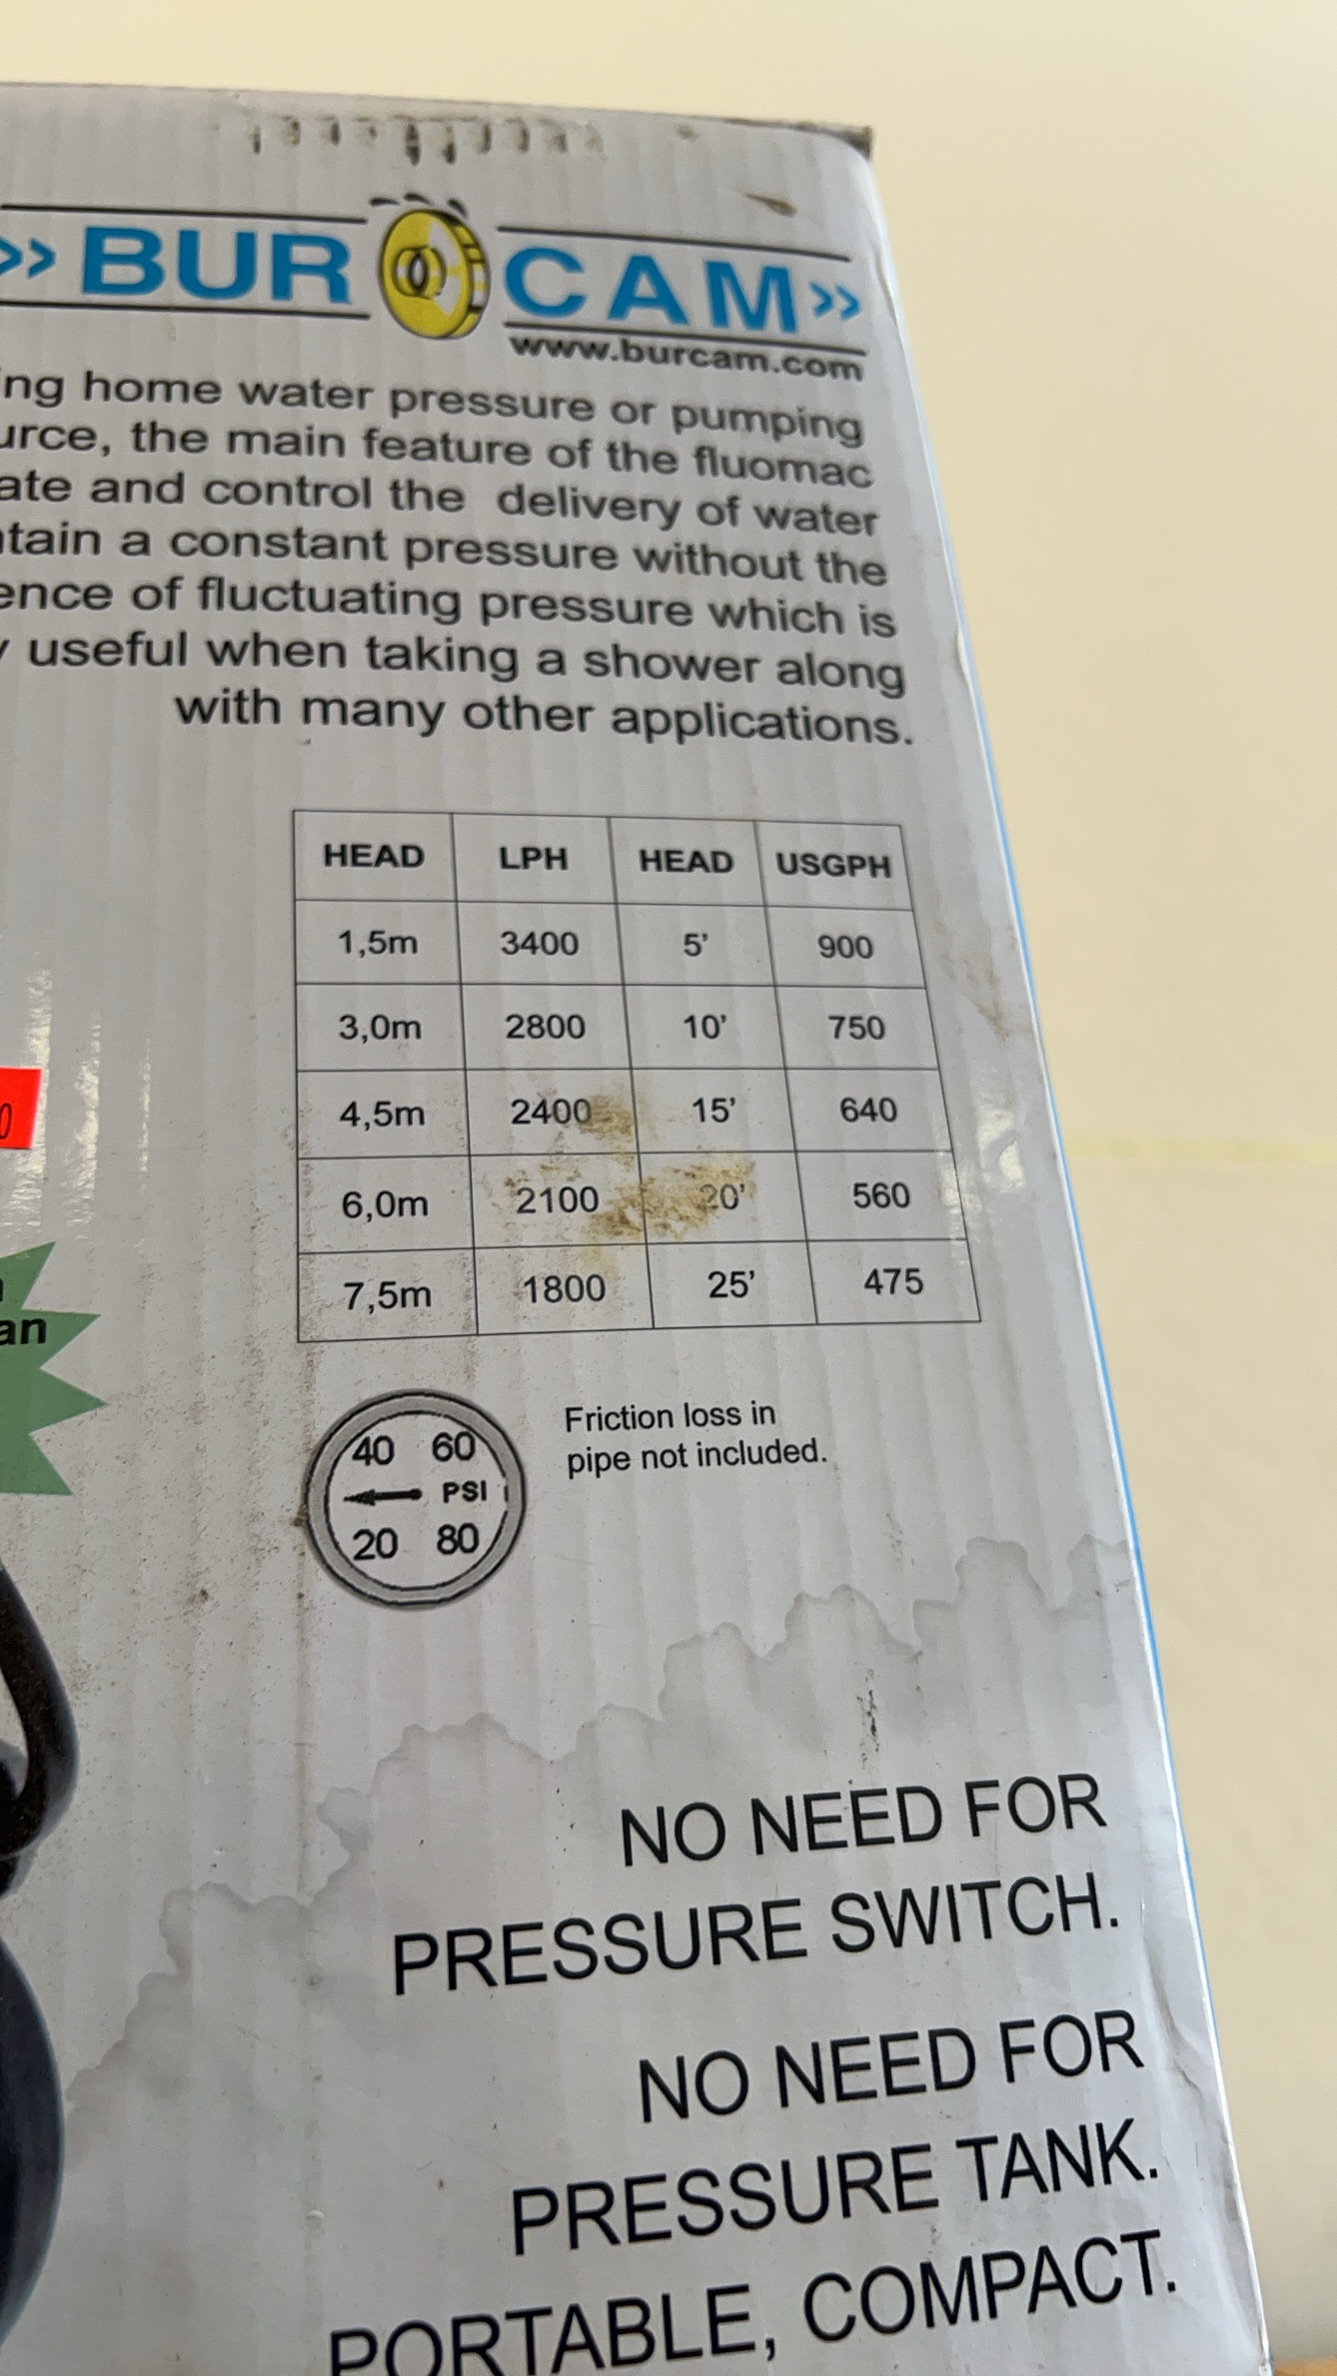 »BUR CAM»
www.burcam.com
ing home water pressure or pumping
urce, the main feature of the fluomac
ate and control the delivery of water
tain a constant pressure without the
ence of fluctuating pressure which is
y useful when taking a shower along
with many other applications.
HEAD LPH HEAD USGPH
1,5m 3400 5' 900
3,0m 2800 10' 750
4,5m 2400 15' 640
6,0m 2100 20' 560
7,5m 1800 25' 475
0
an
40 60
PSI
20 80
Friction loss in
pipe not included.
NO NEED FOR
PRESSURE SWITCH.
NO NEED FOR
PRESSURE TANK.
PORTABLE, COMPACT.